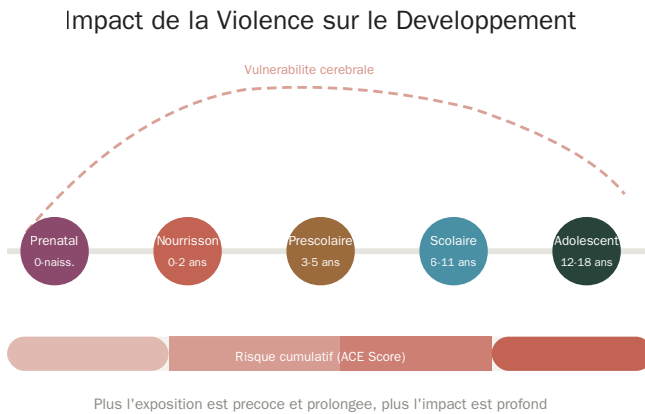 Impact de la Violence sur le Developpement
Vulnerabilite cerebrale
Prenatal
0-naiss.
Nourrisson
0-2 ans
Prescolaire
3-5 ans
Scolaire
6-11 ans
Adolescent
12-18 ans
Risque cumulatif (ACE Score)
Plus l'exposition est precoce et prolongee, plus l'impact est profond